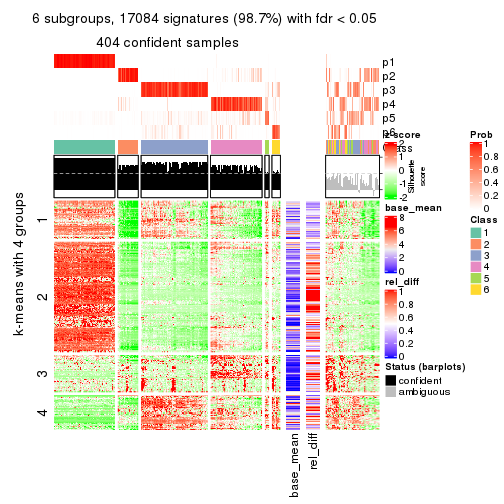 6 subgroups, 17084 signatures (98.7%) with fdr < 0.05
404 confident samples
p1
p2
p3
p4
p5
p6
Class
z-score
2
1
0
-1
-2
Silhouette
score
base_mean
8
6
4
2
0
rel_diff
1
0.8
0.6
0.4
0.2
0
Prob
1
0.8
0.6
0.4
0.2
0
Class
1
2
3
4
5
6
Status (barplots)
confident
ambiguous
k-means with 4 groups
1
2
3
4
base_mean
rel_diff